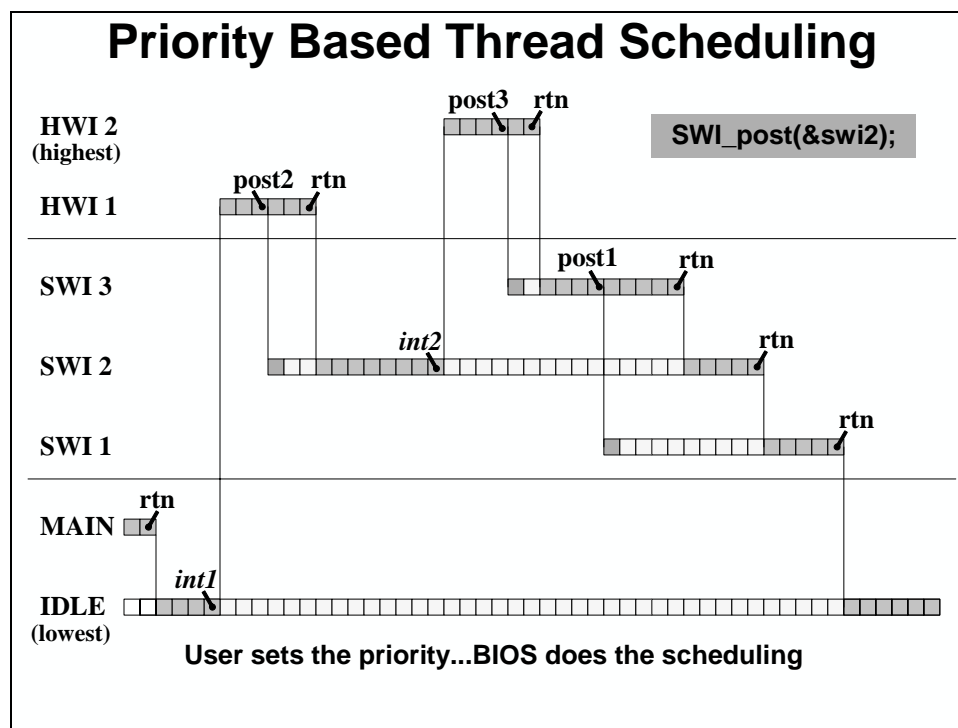 Priority Based Thread Scheduling
post3 rtn
HWI 2
(highest)
SWI_post(&swi2);
post2 rtn
HWI 1
post1 rtn
SWI 3
int2 rtn
SWI 2
rtn
SWI 1
rtn
MAIN
int1
IDLE
(lowest)
User sets the priority...BIOS does the scheduling